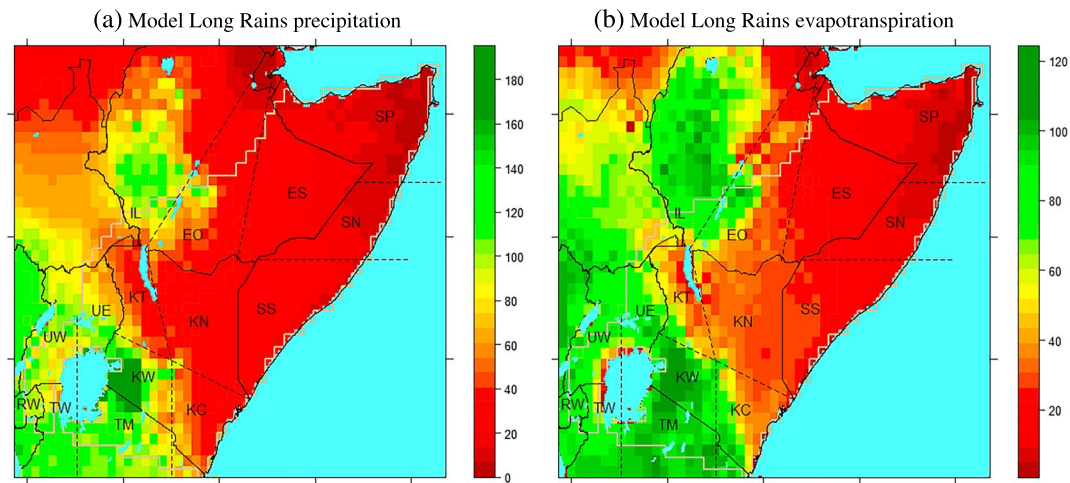 (a) Model Long Rains precipitation
SP
ES
SN
IL
EO
KT
KN
SS
UE
UW
KW
RW
TW
KC
TM
180
160
140
120
100
80
60
40
20
0
(b) Model Long Rains evapotranspiration
SP
ES
SN
IL
EO
KT
KN
SS
UE
UW
KW
RW
TW
KC
TM
120
100
80
60
40
20